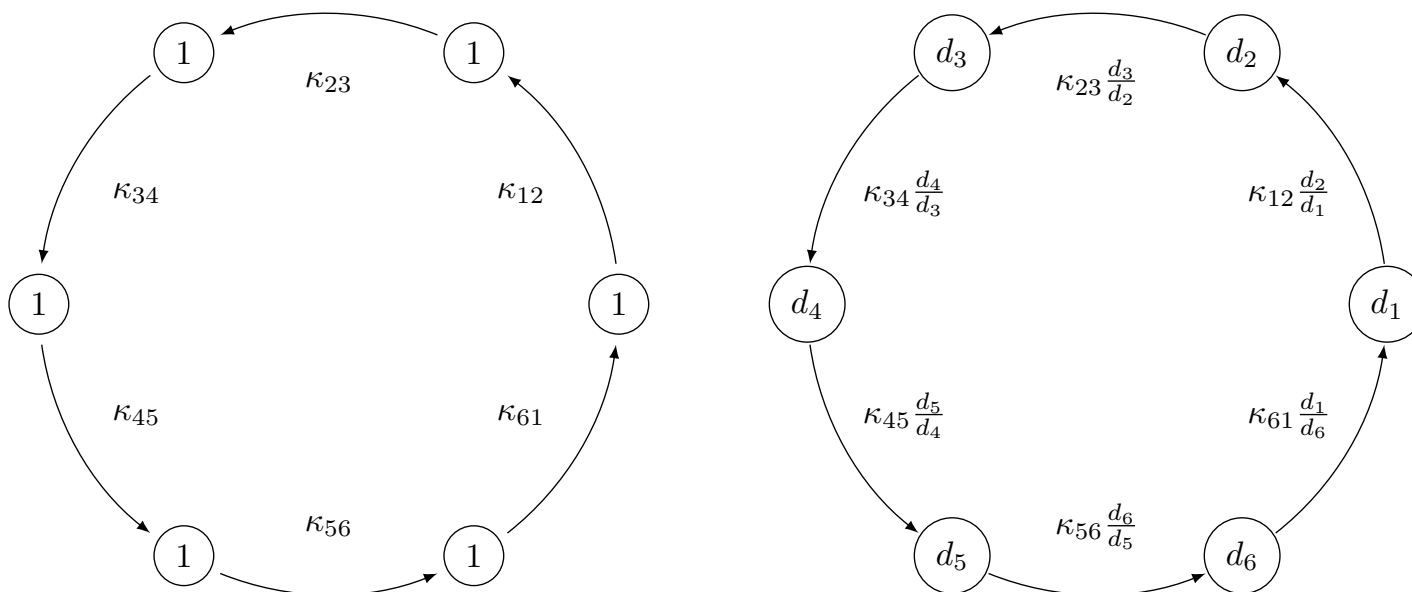 1 1 d₃ d₂
κ₂₃ κ₂₃ d₃/d₂
κ₃₄ κ₁₂ κ₃₄ d₄/d₃ κ₁₂ d₂/d₁
1 1 d₄ d₁
κ₄₅ κ₆₁ κ₄₅ d₅/d₄ κ₆₁ d₁/d₆
κ₅₆ κ₅₆ d₆/d₅
1 1 d₅ d₆